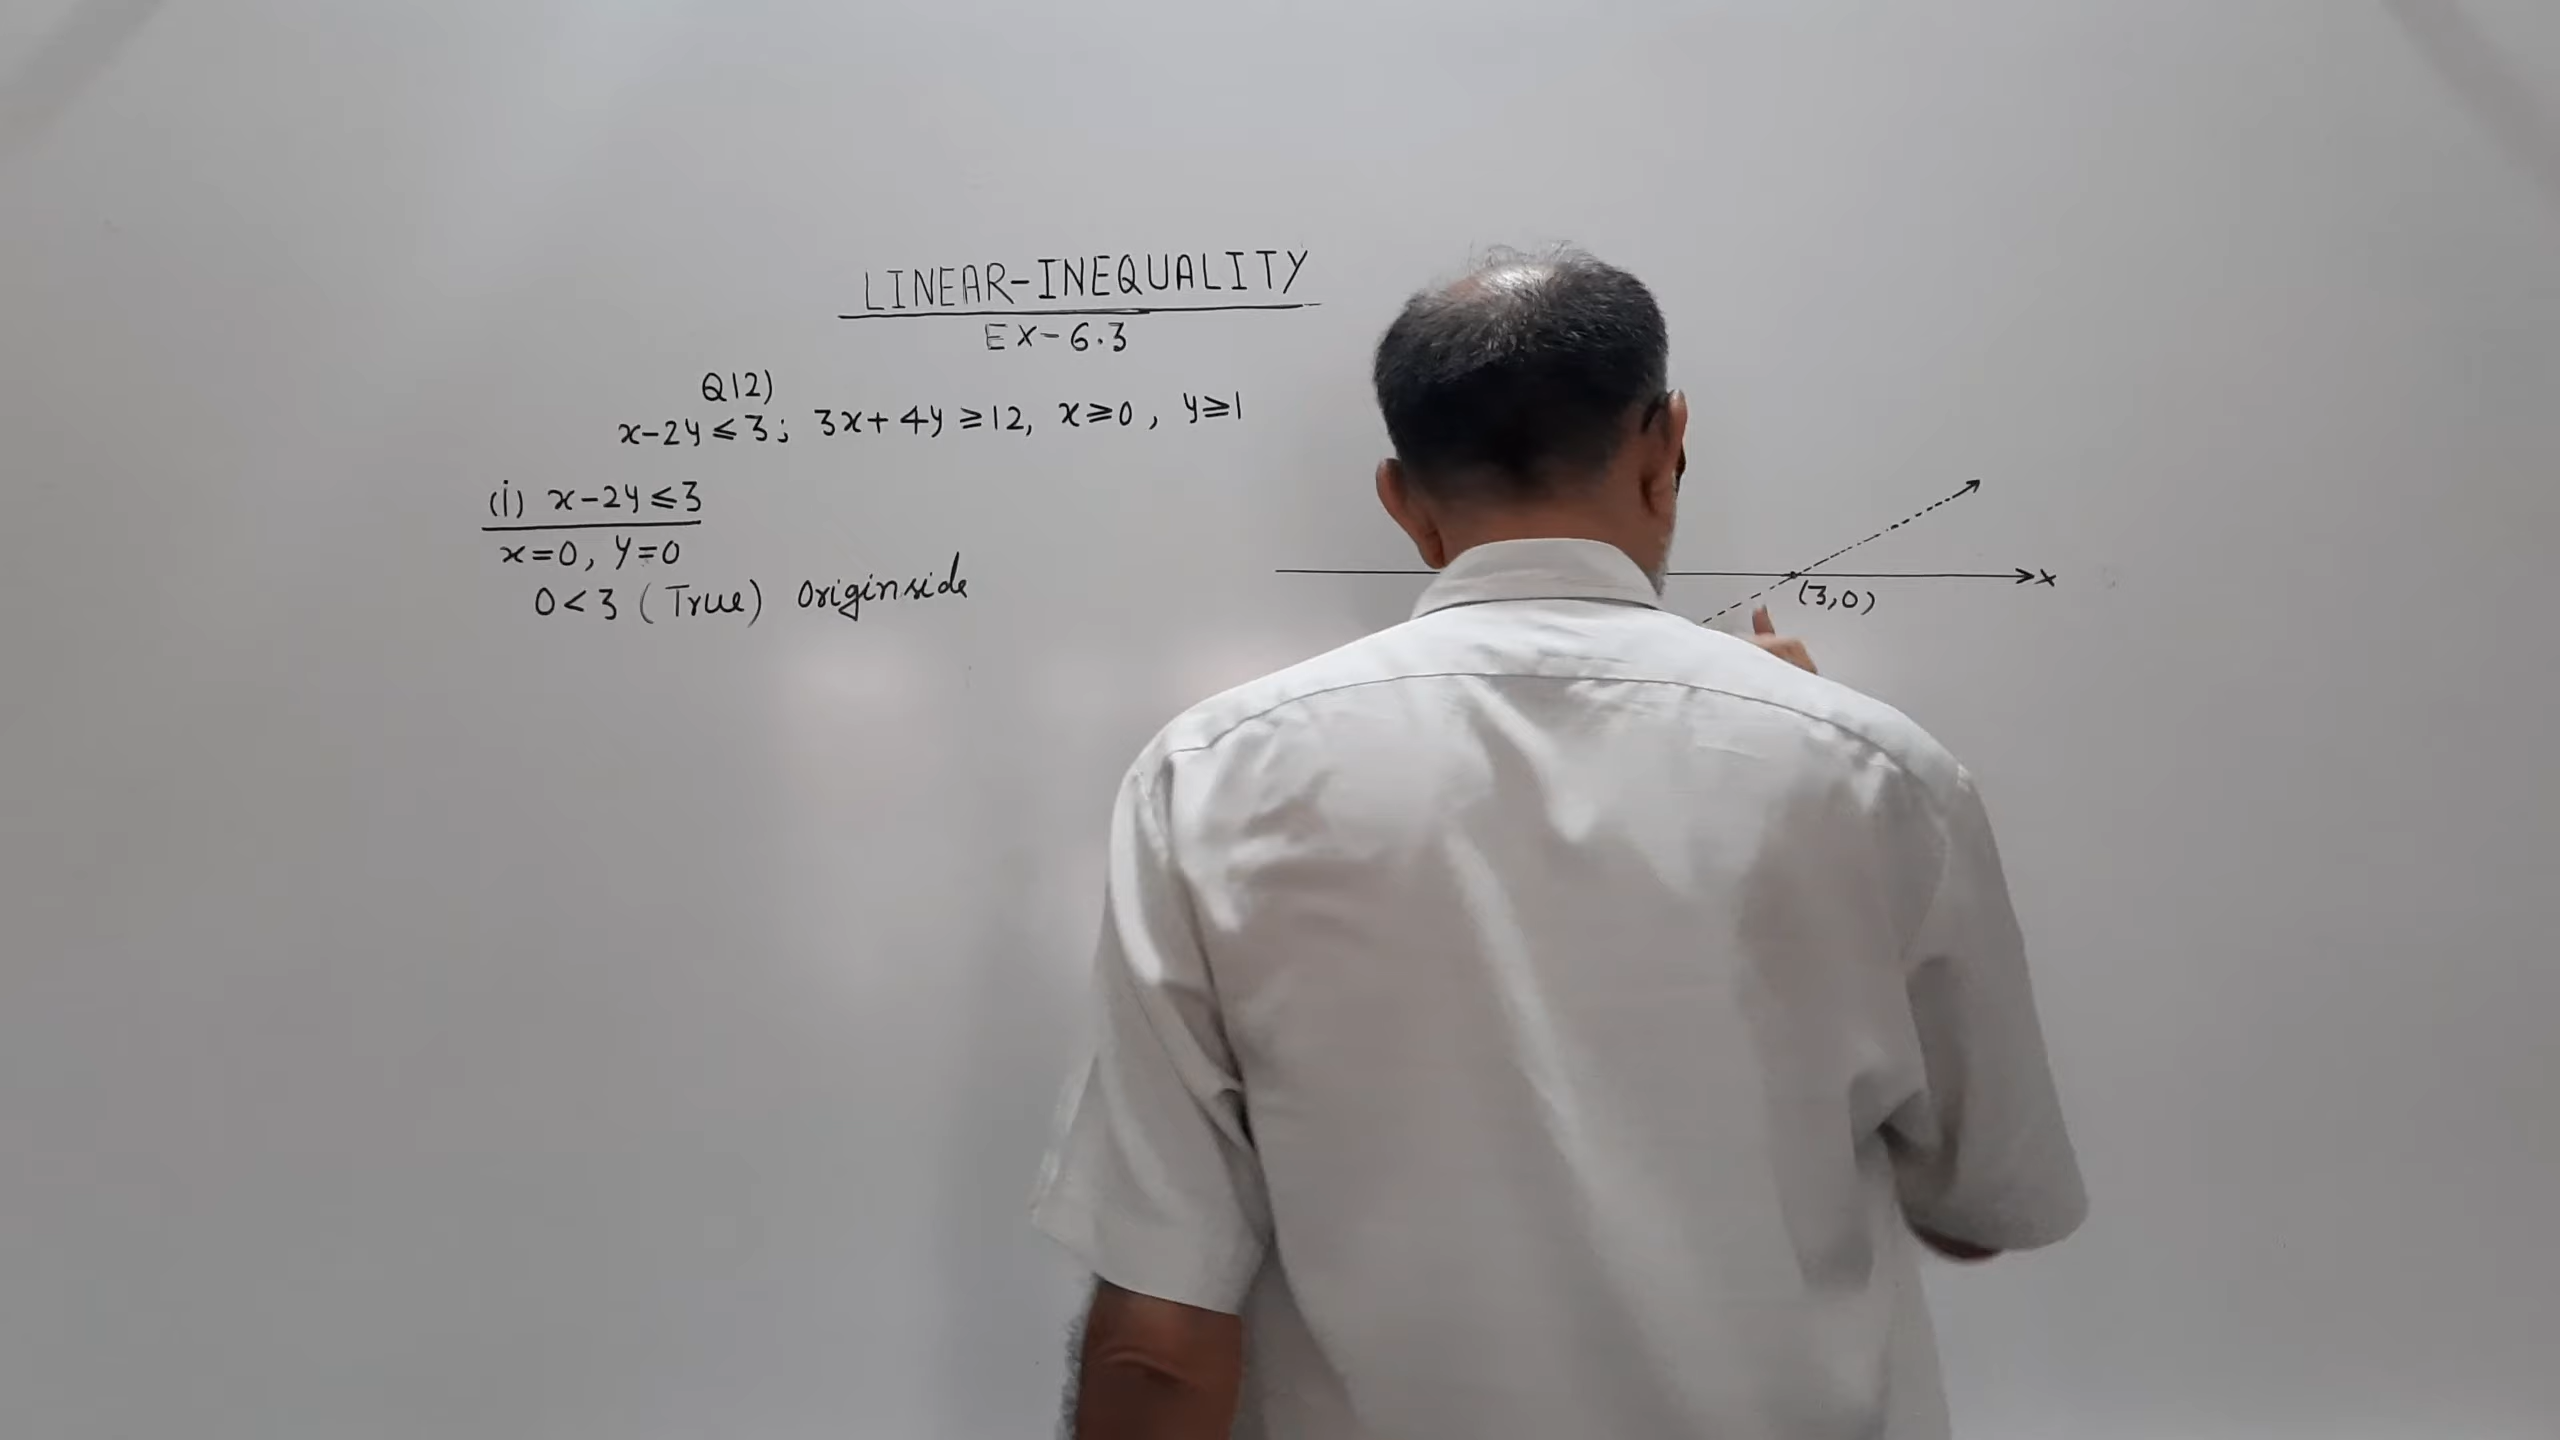 LINEAR-INEQUALITY
EX-6.3
Q12)
x-2y≤3; 3x+4y≥12, x≥0, y≥1
(i) x-2y≤3
x=0, y=0
0<3 (True) Originside
X
(3,0)